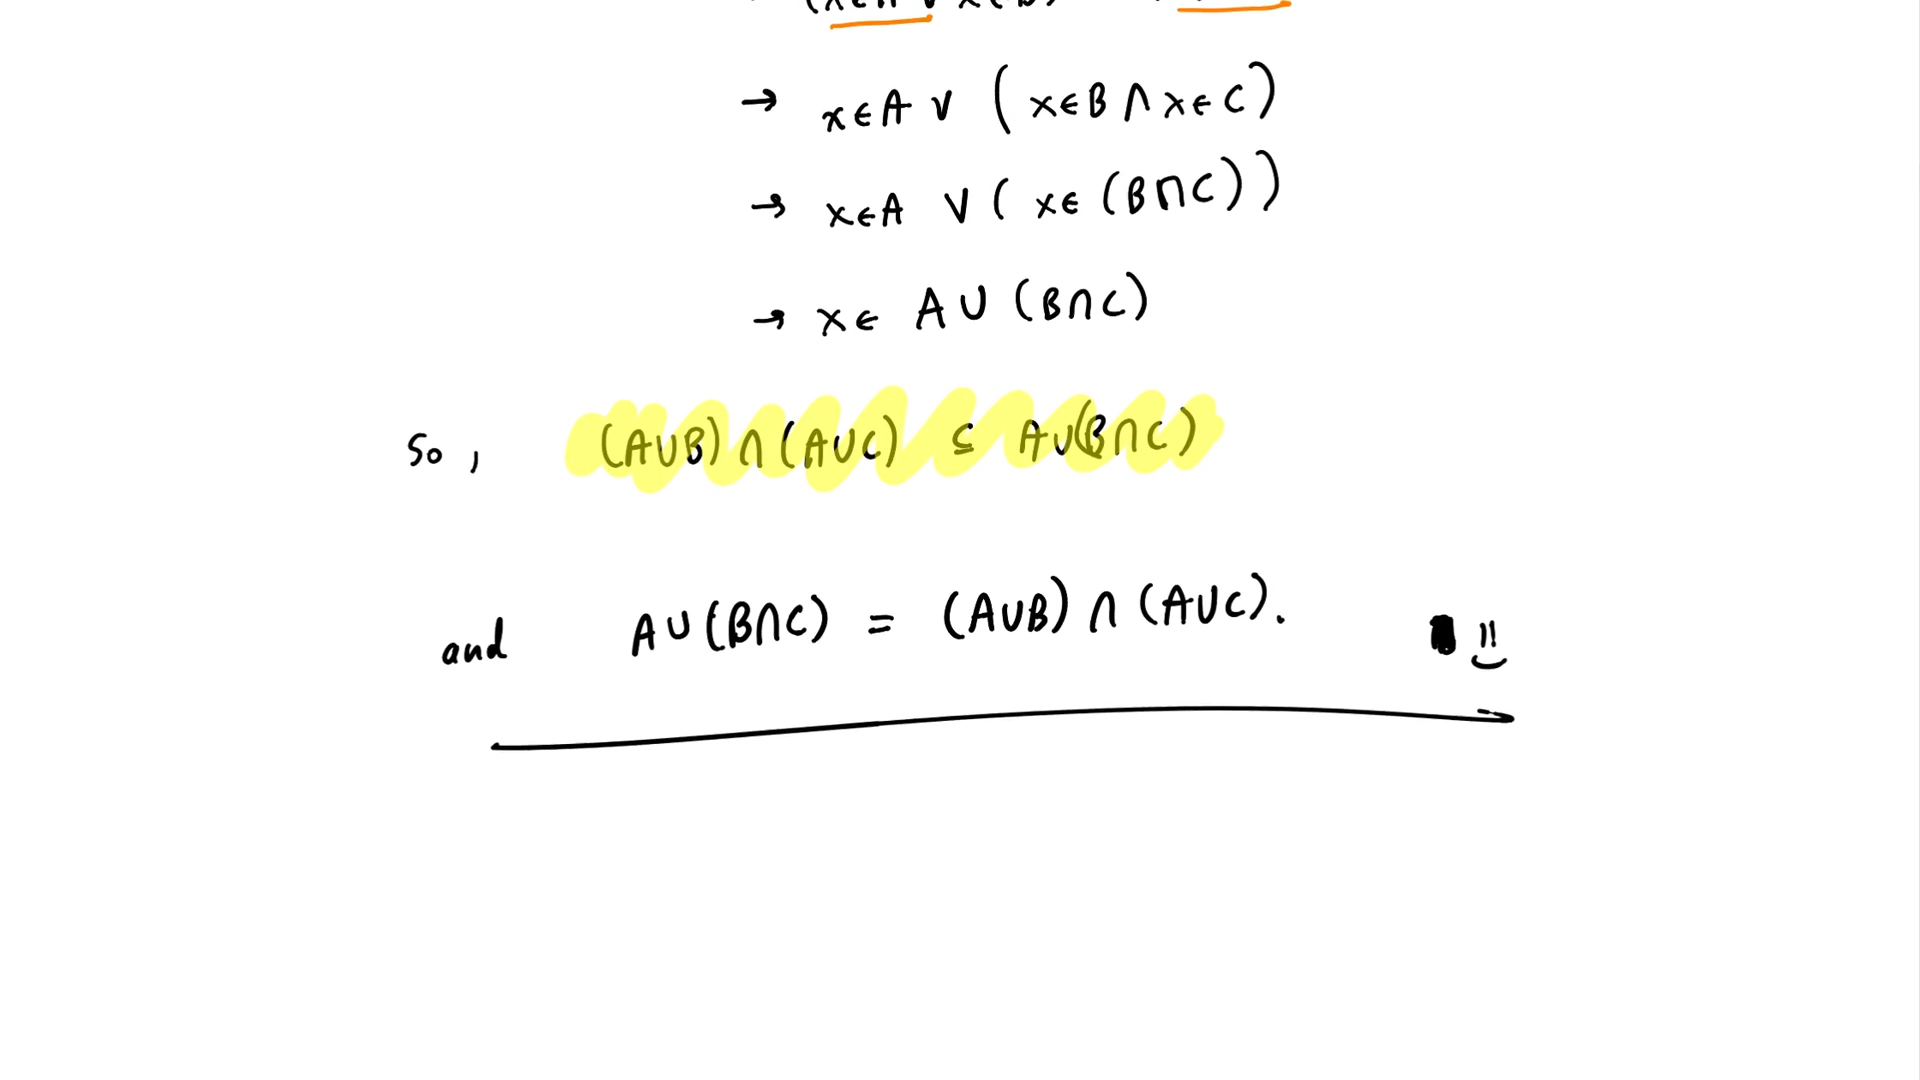 → x∈A ∨ (x∈B ∧ x∈C)
→ x∈A ∨ (x∈(B∩C))
→ x∈ A∪(B∩C)
So, (A∪B)∩(A∪C) ⊆ A∪(B∩C)
and A∪(B∩C) = (A∪B)∩(A∪C).